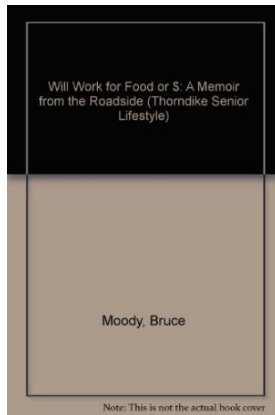 Will Work for Food or $: A Memoir
from the Roadside (Thorndike Senior
Lifestyle)
Moody, Bruce
Note: This is not the actual book cover